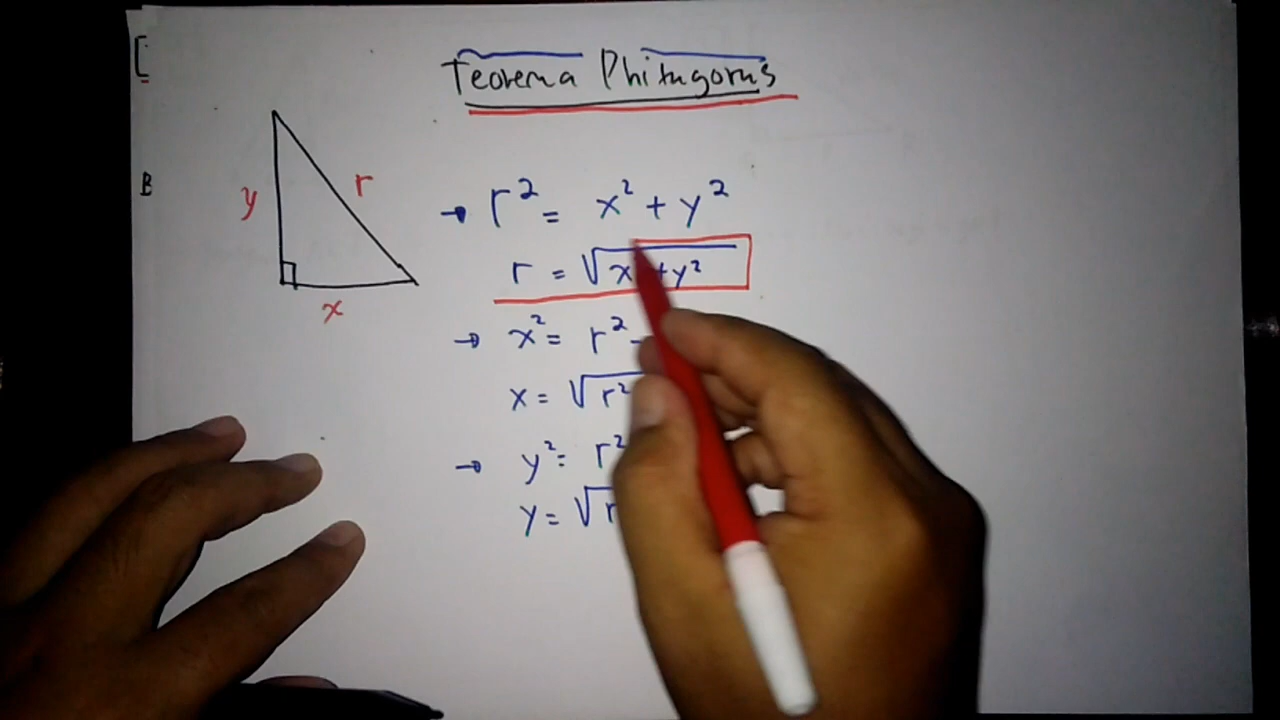 [
Teorema Phitagoras
B
y
r
x
→ r² = x² + y²
r = √x² + y²
→ x² = r² -
x = √r²
→ y² = r²
y = √r